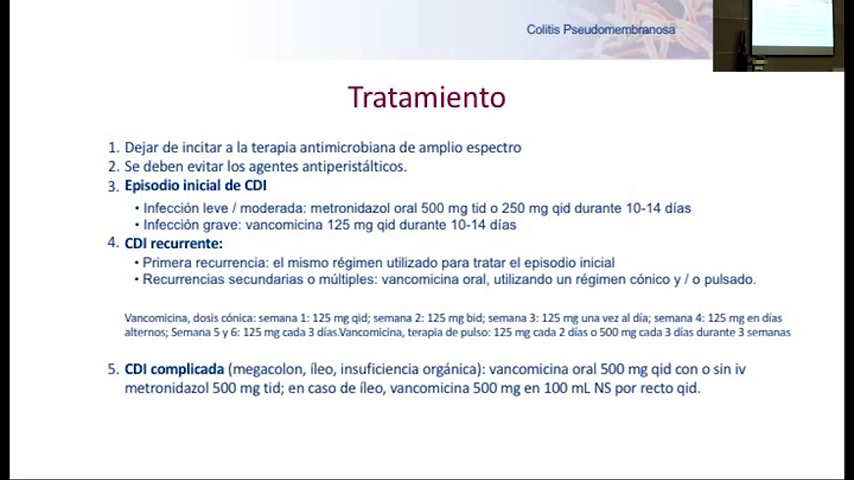 Colitis Pseudomembranosa
Tratamiento
1. Dejar de incitar a la terapia antimicrobiana de amplio espectro
2. Se deben evitar los agentes antiperistálticos.
3. Episodio inicial de CDI
• Infección leve / moderada: metronidazol oral 500 mg tid o 250 mg qid durante 10-14 días
• Infección grave: vancomicina 125 mg qid durante 10-14 días
4. CDI recurrente:
• Primera recurrencia: el mismo régimen utilizado para tratar el episodio inicial
• Recurrencias secundarias o múltiples: vancomicina oral, utilizando un régimen cónico y / o pulsado.
Vancomicina, dosis cónica: semana 1: 125 mg qid; semana 2: 125 mg bid; semana 3: 125 mg una vez al día; semana 4: 125 mg en días
alternos; Semana 5 y 6: 125 mg cada 3 días.Vancomicina, terapia de pulso: 125 mg cada 2 días o 500 mg cada 3 días durante 3 semanas
5. CDI complicada (megacolon, íleo, insuficiencia orgánica): vancomicina oral 500 mg qid con o sin iv
metronidazol 500 mg tid; en caso de íleo, vancomicina 500 mg en 100 mL NS por recto qid.